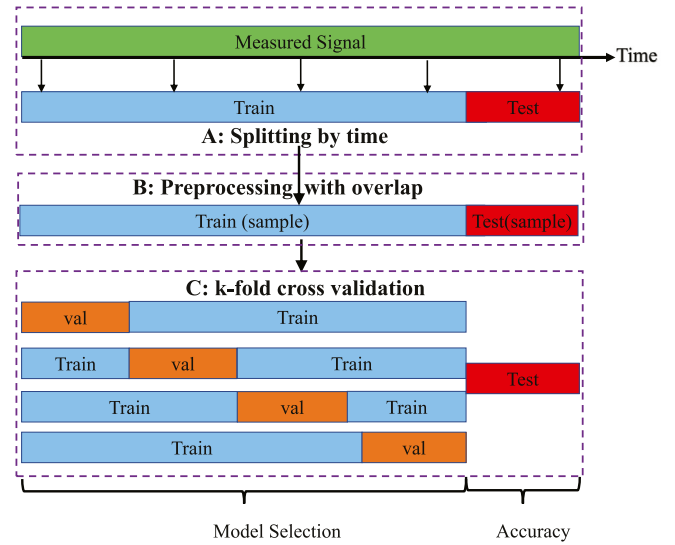 Measured Signal
Time
Train
Test
A: Splitting by time
B: Preprocessing with overlap
Train (sample)
Test(sample)
C: k-fold cross validation
val
Train
Train
val
Train
Test
Train
val
Train
Train
val
Model Selection
Accuracy